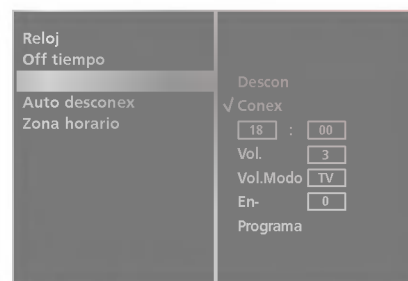 Reloj
Off tiempo
Auto desconex
Zona horario
Descon
√ Conex
18 : 00
Vol. 3
Vol.Modo TV
En- 0
Programa